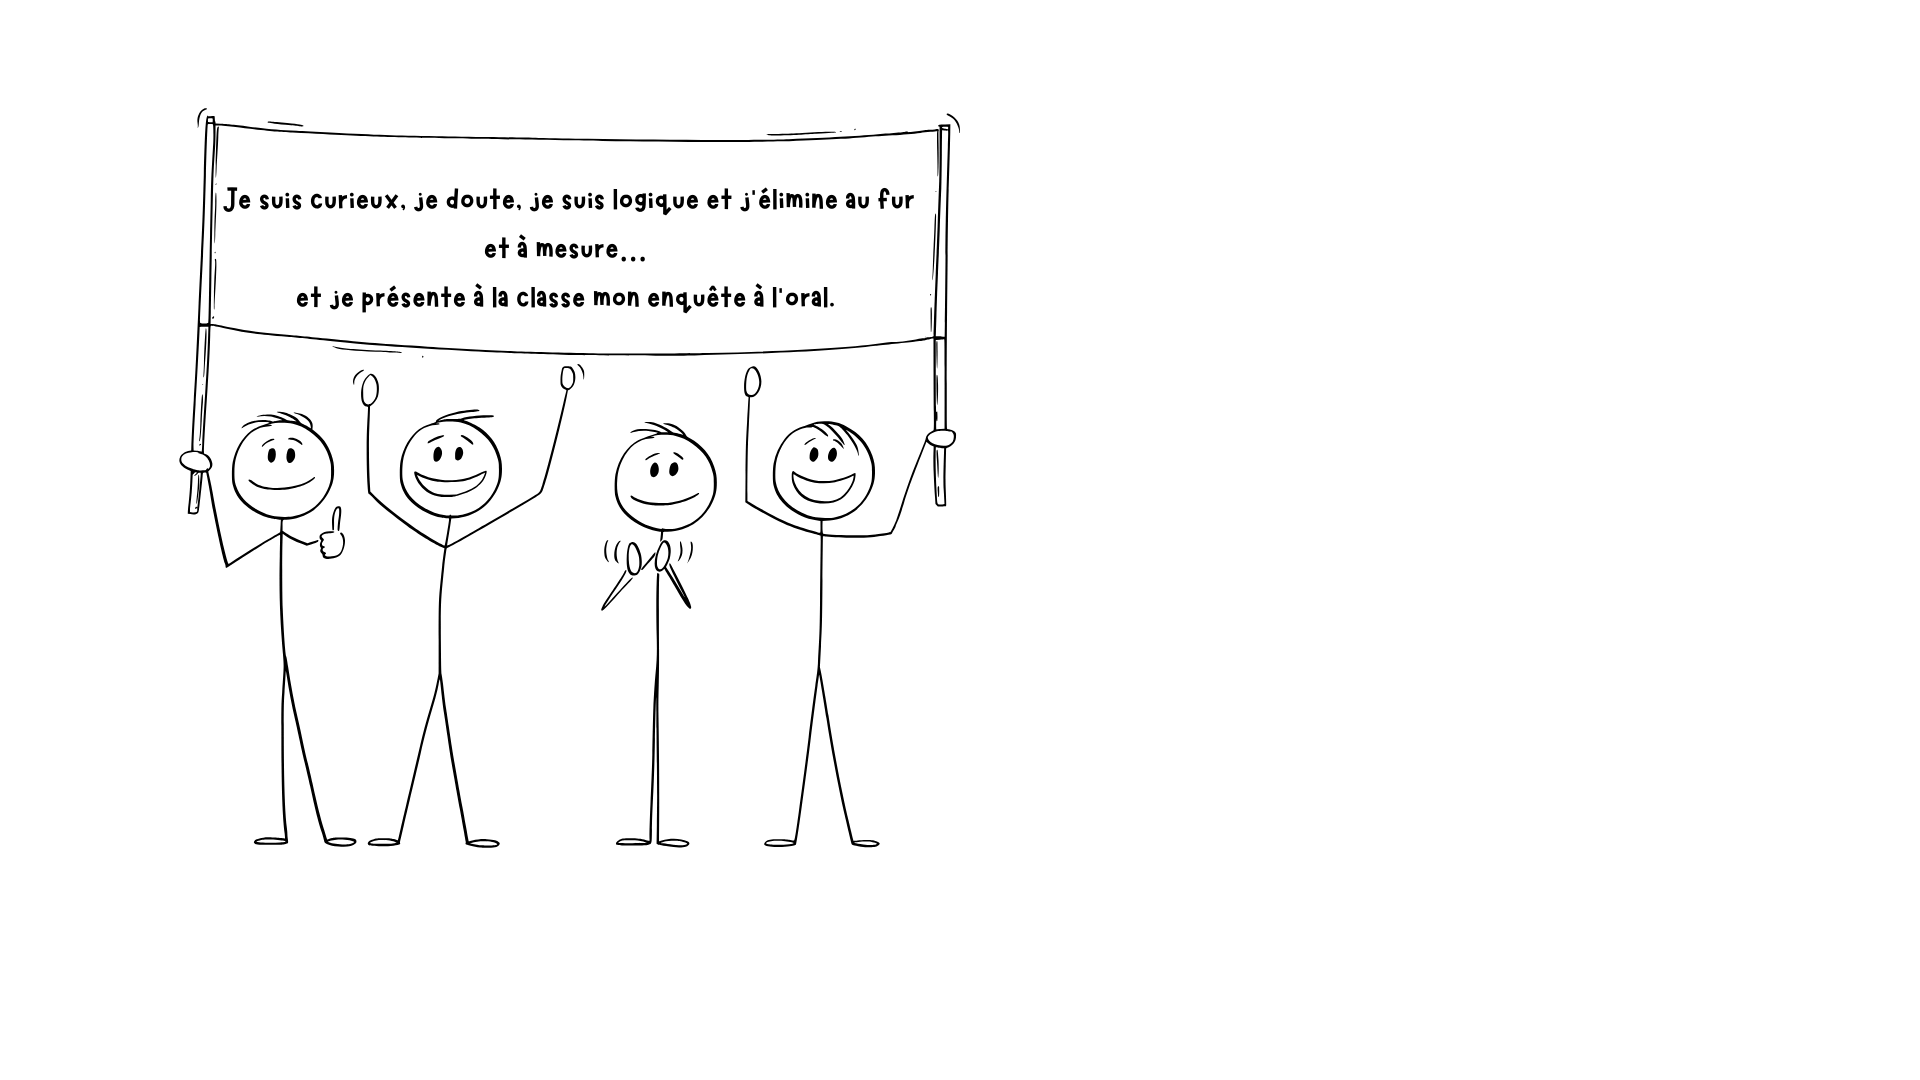 Je suis curieux, je doute, je suis logique et j'élimine au fur
et à mesure...
et je présente à la classe mon enquête à l'oral.